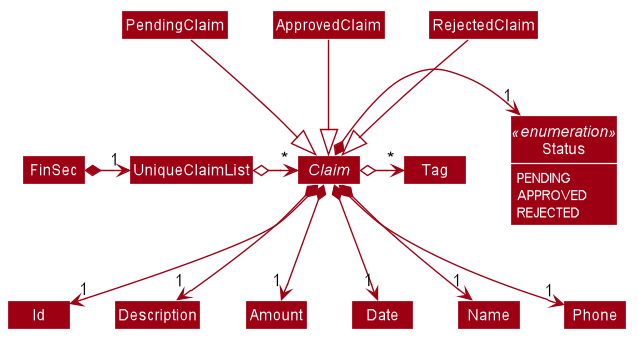 PendingClaim
ApprovedClaim
RejectedClaim
1
«enumeration»
Status
PENDING
APPROVED
REJECTED
FinSec
1
UniqueClaimList
*
Claim
*
Tag
1
1
1
1
1
1
Id
Description
Amount
Date
Name
Phone